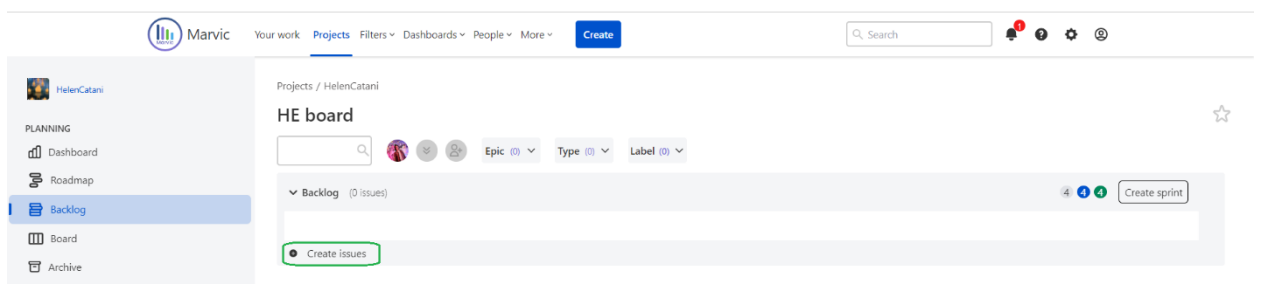 Marvic Your work Projects Filters Dashboards People More Create Search 1
HelenCatani
PLANNING
Dashboard
Roadmap
Backlog
Board
Archive
Projects / HelenCatani
HE board
Epic (0) Type (0) Label (0)
Backlog (0 issues) 4 4 4 Create sprint
Create issues